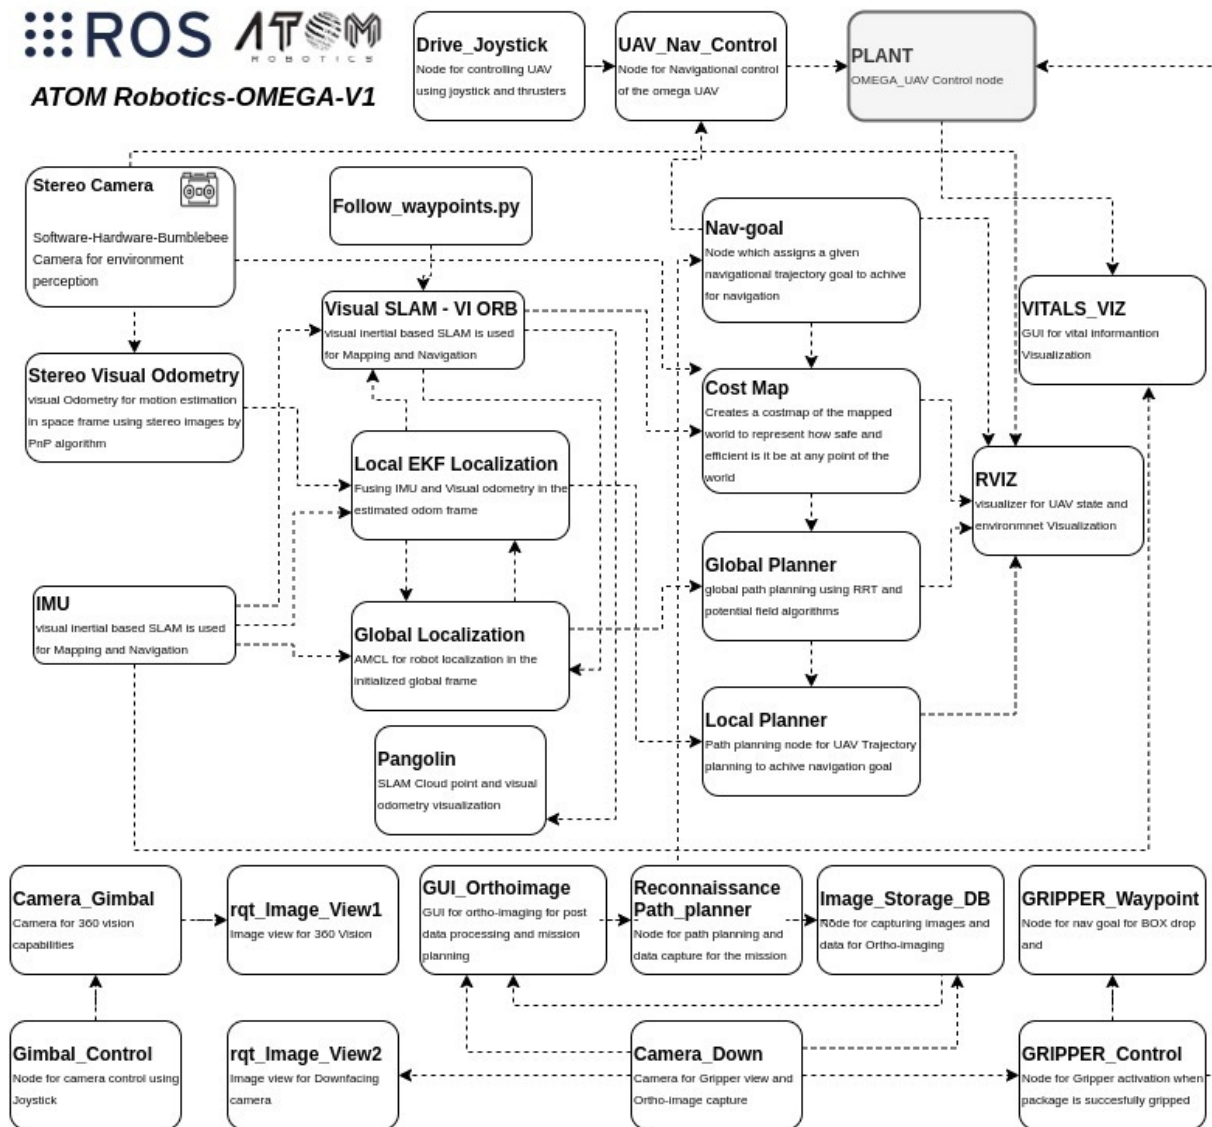 ROS ATOM
ROBOTICS
ATOM Robotics-OMEGA-V1
Drive_Joystick
Node for controlling UAV
using joystick and thrusters
UAV_Nav_Control
Node for Navigational control
of the omega UAV
PLANT
OMEGA_UAV Control node
Stereo Camera
Software-Hardware-Bumblebee
Camera for environment
perception
Follow_waypoints.py
Nav-goal
Node which assigns a given
navigational trajectory goal to achive
for navigation
VITALS_VIZ
GUI for vital informantion
Visualization
Visual SLAM - VI ORB
visual inertial based SLAM is used
for Mapping and Navigation
Stereo Visual Odometry
visual Odometry for motion estimation
in space frame using stereo images by
PnP algorithm
Cost Map
Creates a costmap of the mapped
world to represent how safe and
efficient is it be at any point of the
world
Local EKF Localization
Fusing IMU and Visual odometry in the
estimated odom frame
RVIZ
visualizer for UAV state and
environmnet Visualization
Global Planner
global path planning using RRT and
potential field algorithms
IMU
visual inertial based SLAM is used
for Mapping and Navigation
Global Localization
AMCL for robot localization in the
initialized global frame
Local Planner
Path planning node for UAV Trajectory
planning to achive navigation goal
Pangolin
SLAM Cloud point and visual
odometry visualization
Camera_Gimbal
Camera for 360 vision
capabilities
rqt_Image_View1
Image view for 360 Vision
GUI_Orthoimage
GUI for ortho-imaging for post
data processing and mission
planning
Reconnaissance
Path_planner
Node for path planning and
data capture for the mission
Image_Storage_DB
Node for capturing images and
data for Ortho-imaging
GRIPPER_Waypoint
Node for nav goal for BOX drop
and
Gimbal_Control
Node for camera control using
Joystick
rqt_Image_View2
Image view for Downfacing
camera
Camera_Down
Camera for Gripper view and
Ortho-image capture
GRIPPER_Control
Node for Gripper activation when
package is succesfully gripped